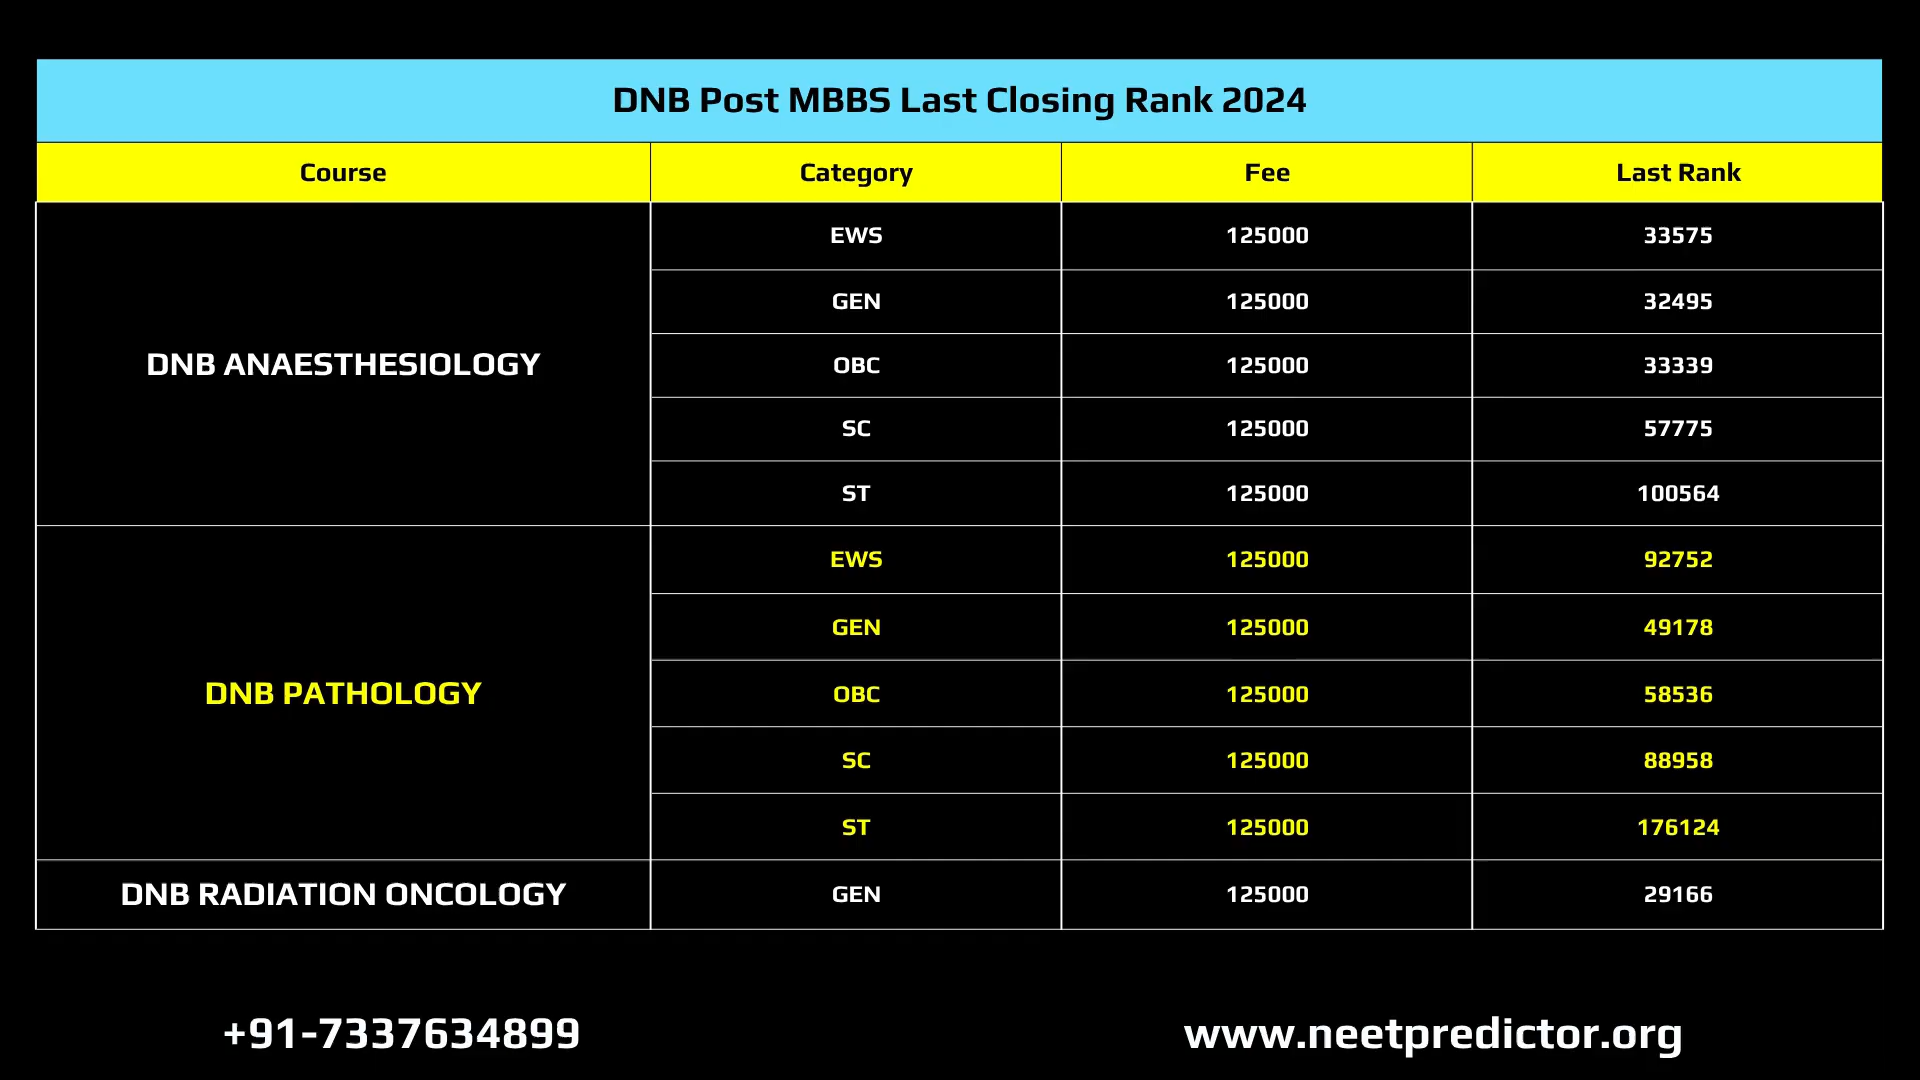 DNB Post MBBS Last Closing Rank 2024
Course Category Fee Last Rank
DNB ANAESTHESIOLOGY
EWS 125000 33575
GEN 125000 32495
OBC 125000 33339
SC 125000 57775
ST 125000 100564
DNB PATHOLOGY
EWS 125000 92752
GEN 125000 49178
OBC 125000 58536
SC 125000 88958
ST 125000 176124
DNB RADIATION ONCOLOGY GEN 125000 29166
+91-7337634899
www.neetpredictor.org